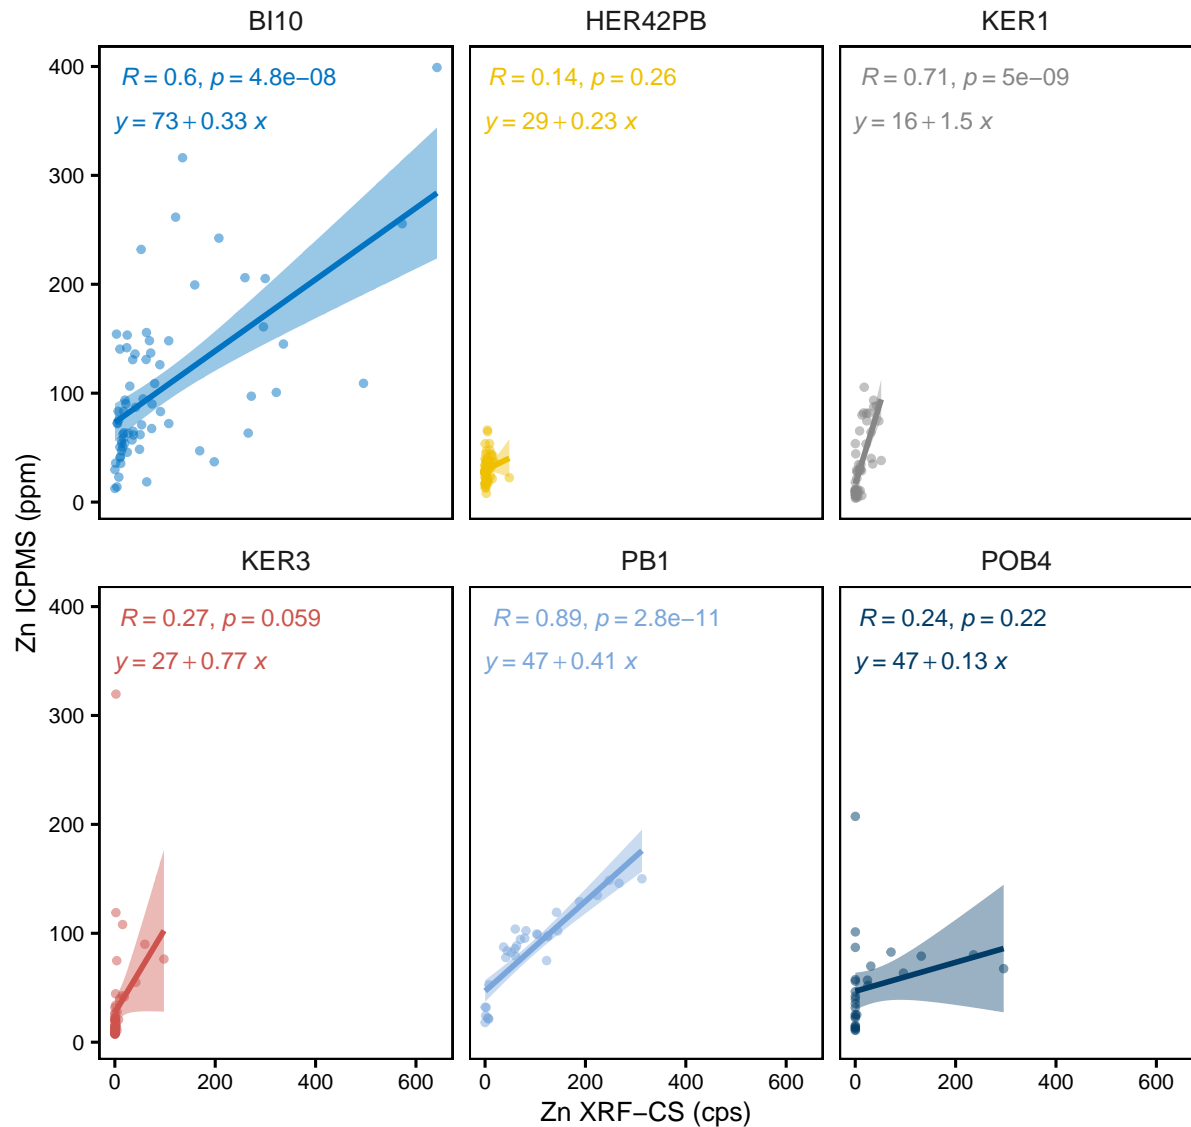 BI10 HER42PB KER1
R = 0.6, p = 4.8e−08 R = 0.14, p = 0.26 R = 0.71, p = 5e−09
y = 73 + 0.33 x y = 29 + 0.23 x y = 16 + 1.5 x
400
300
200
100
0
Zn ICPMS (ppm)
KER3 PB1 POB4
R = 0.27, p = 0.059 R = 0.89, p = 2.8e−11 R = 0.24, p = 0.22
y = 27 + 0.77 x y = 47 + 0.41 x y = 47 + 0.13 x
400
300
200
100
0
0 200 400 600 0 200 400 600 0 200 400 600
Zn XRF−CS (cps)